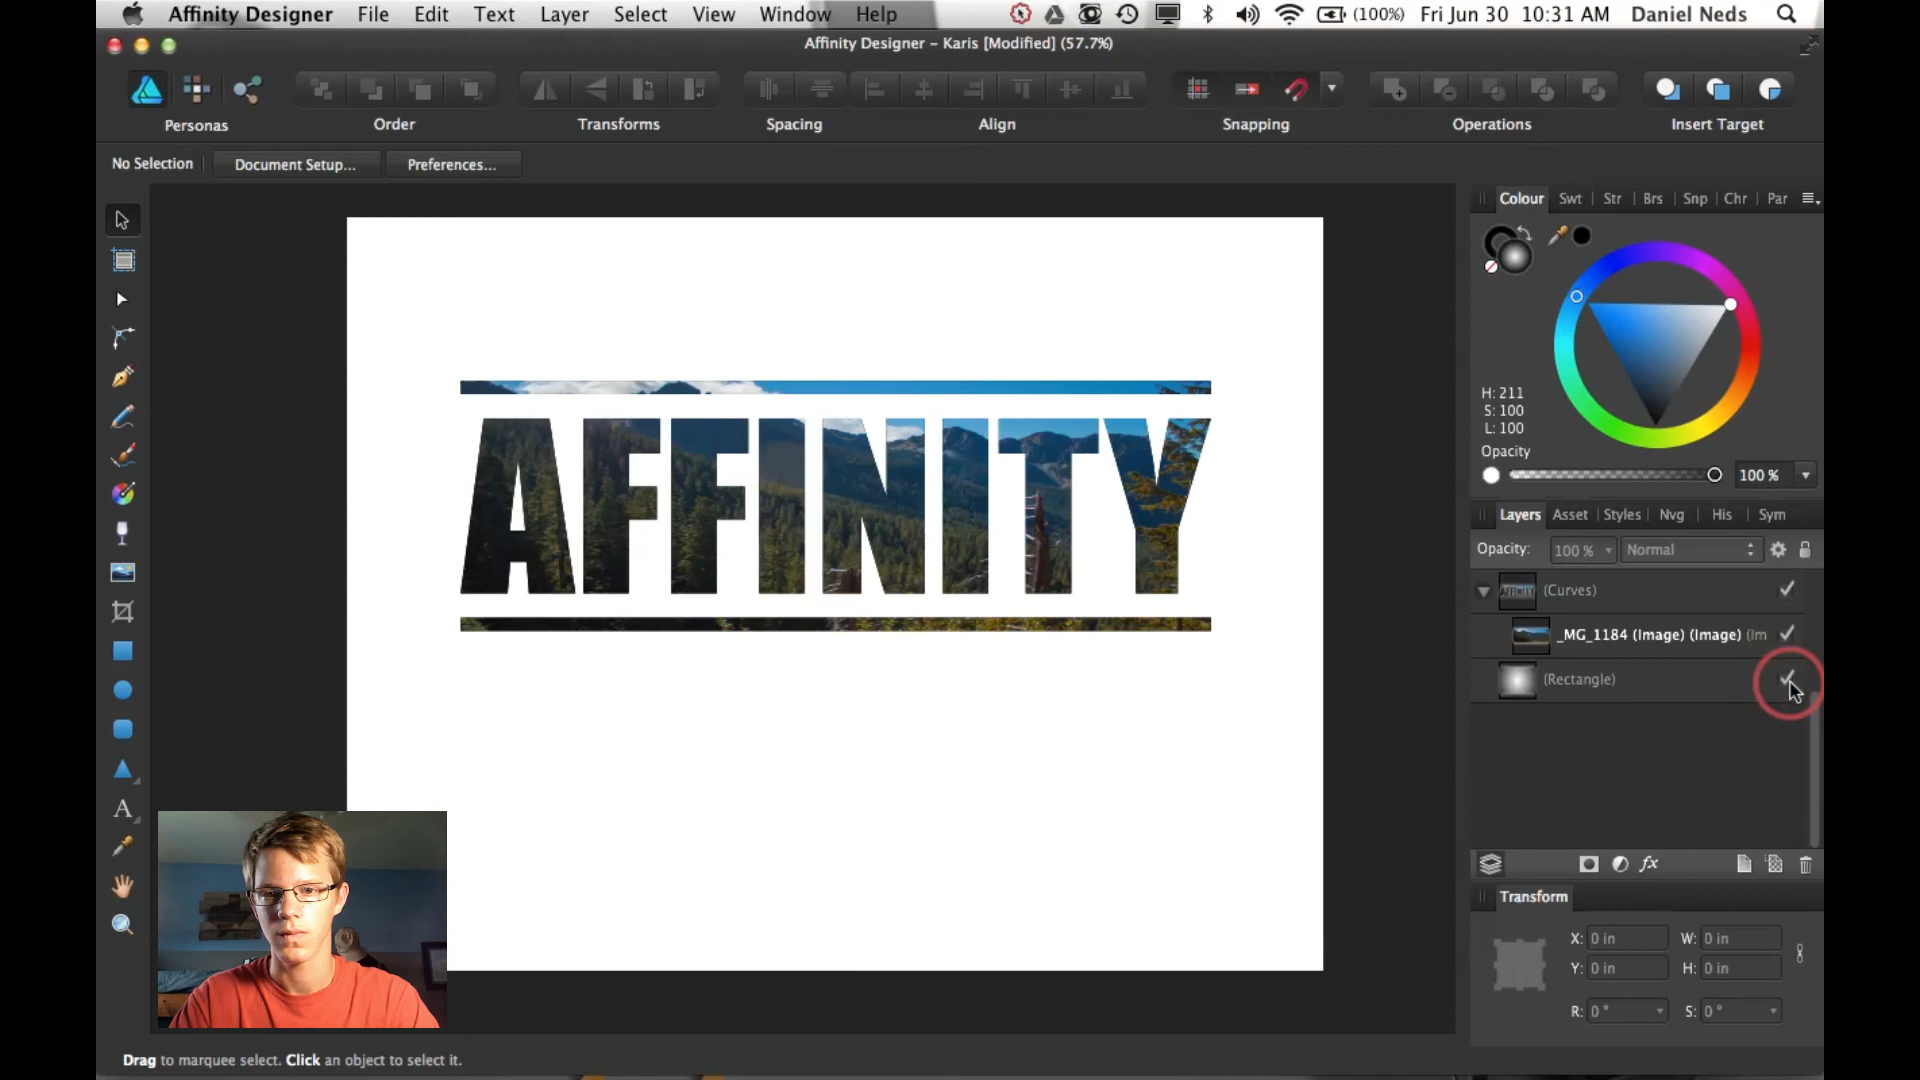 Affinity Designer File Edit Text Layer Select View Window Help (100%) Fri Jun 30 10:31 AM Daniel Neds
Affinity Designer – Karis [Modified] (57.7%)
Personas Order Transforms Spacing Align Snapping Operations Insert Target
No Selection Document Setup... Preferences...
Colour Swt Str Brs Snp Chr Par
H: 211
S: 100
L: 100
Opacity
100 %
AFFINITY
Layers Asset Styles Nvg His Sym
Opacity: 100 % Normal
(Curves)
_MG_1184 (Image) (Image) (Im
(Rectangle)
fx
A
Transform
X: 0 in W: 0 in
Y: 0 in H: 0 in
R: 0 ° S: 0 °
Drag to marquee select. Click an object to select it.